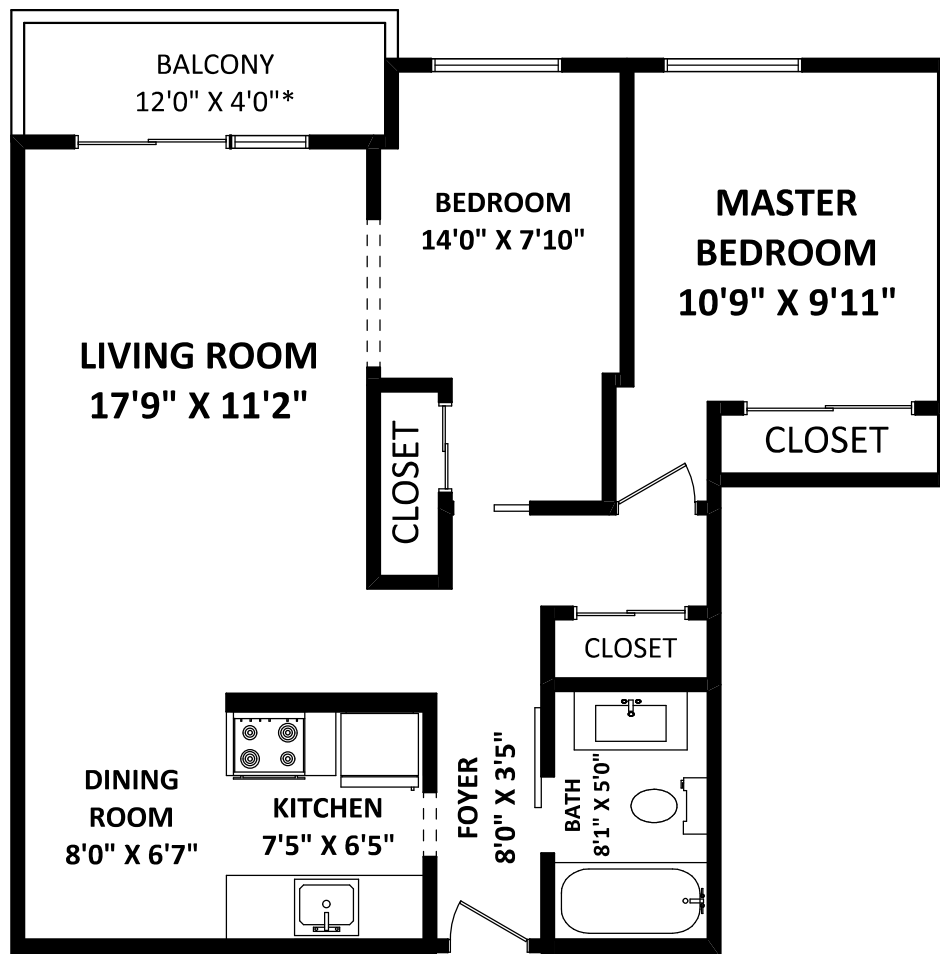 BALCONY
12'0" X 4'0"*
BEDROOM
14'0" X 7'10"
MASTER
BEDROOM
10'9" X 9'11"
LIVING ROOM
17'9" X 11'2"
CLOSET
CLOSET
CLOSET
DINING
ROOM
8'0" X 6'7"
KITCHEN
7'5" X 6'5"
FOYER
8'0" X 3'5"
BATH
8'1" X 5'0"